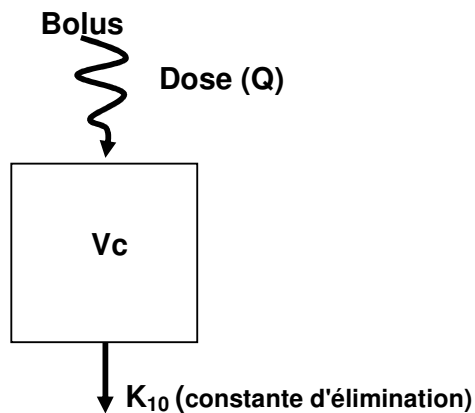 Bolus
Dose (Q)
Vc
K₁₀ (constante d'élimination)